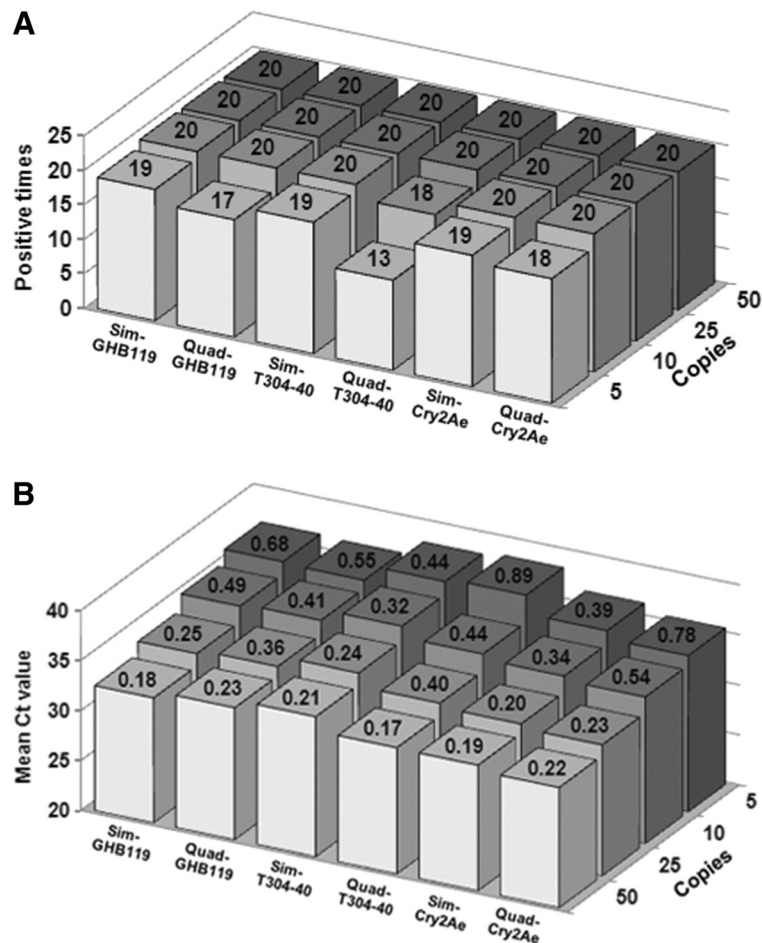 A
20 20 20 20 20 20
20 20 20 20 20 20
20 20 20 18 20 20
19 17 19 13 19 18
Positive times
25
20
15
10
5
0
Sim-
GHB119
Quad-
GHB119
Sim-
T304-40
Quad-
T304-40
Sim-
Cry2Ae
Quad-
Cry2Ae
5
10
25
50
Copies
B
0.68 0.55 0.44 0.89 0.39 0.78
0.49 0.41 0.32 0.44 0.34 0.54
0.25 0.36 0.24 0.40 0.20 0.23
0.18 0.23 0.21 0.17 0.19 0.22
Mean Ct value
40
35
30
25
20
Sim-
GHB119
Quad-
GHB119
Sim-
T304-40
Quad-
T304-40
Sim-
Cry2Ae
Quad-
Cry2Ae
50
25
10
5
Copies